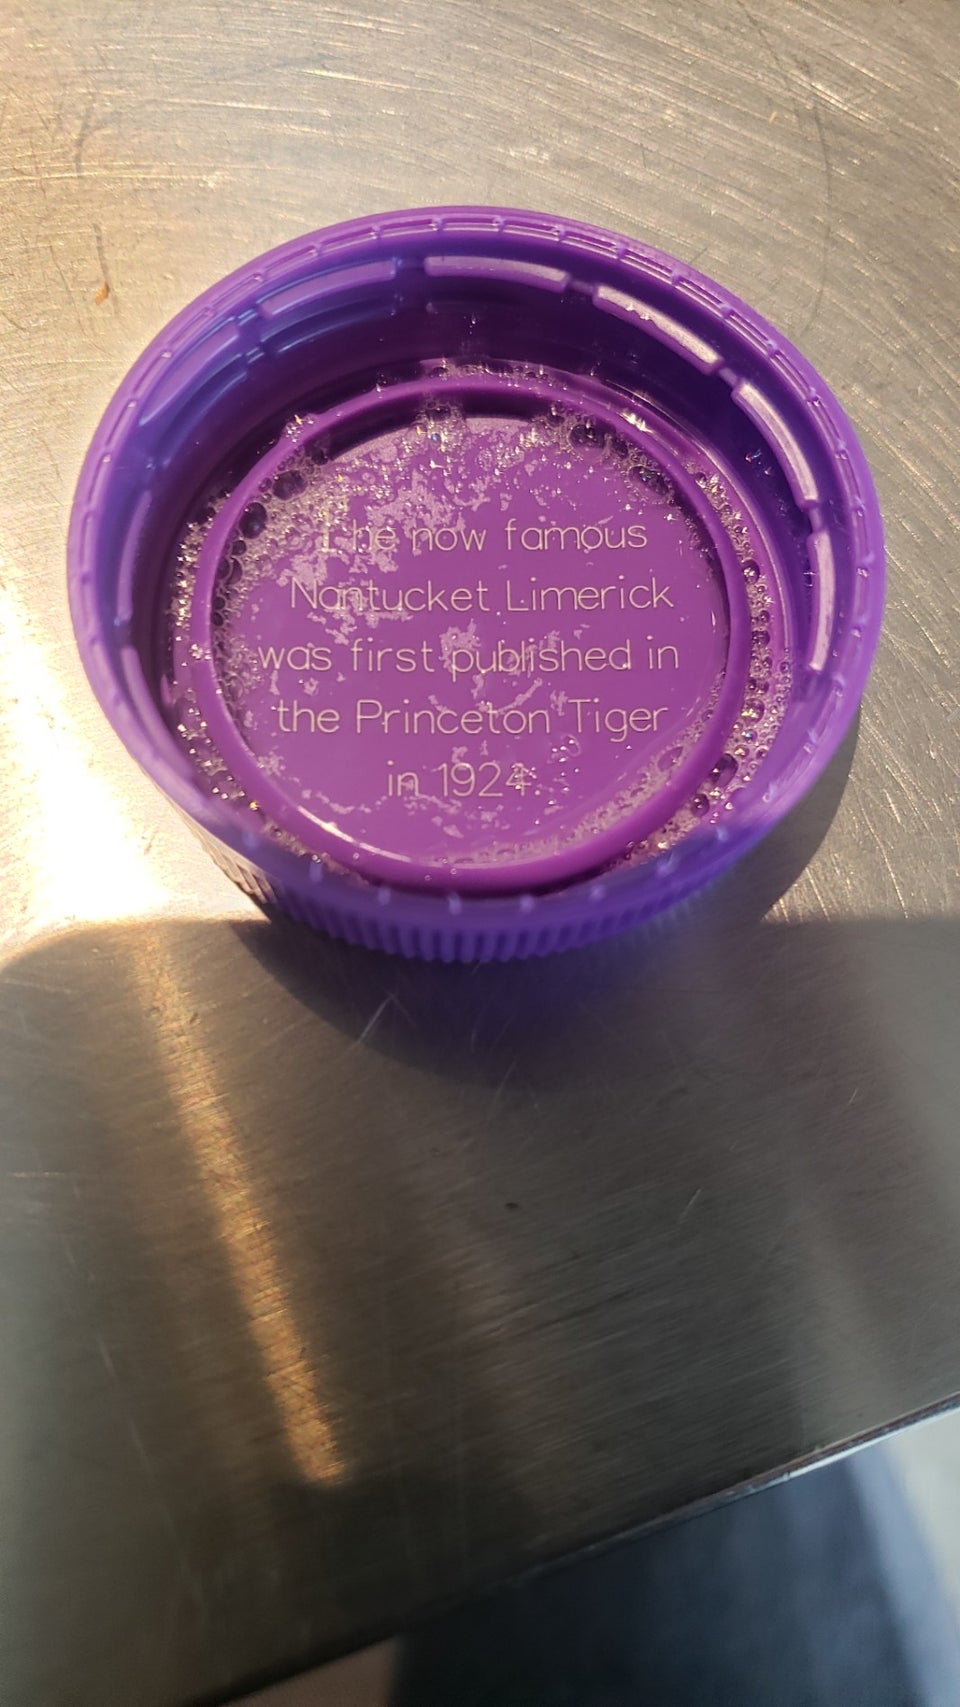 The now famous
Nantucket Limerick
was first published in
the Princeton Tiger
in 1924.